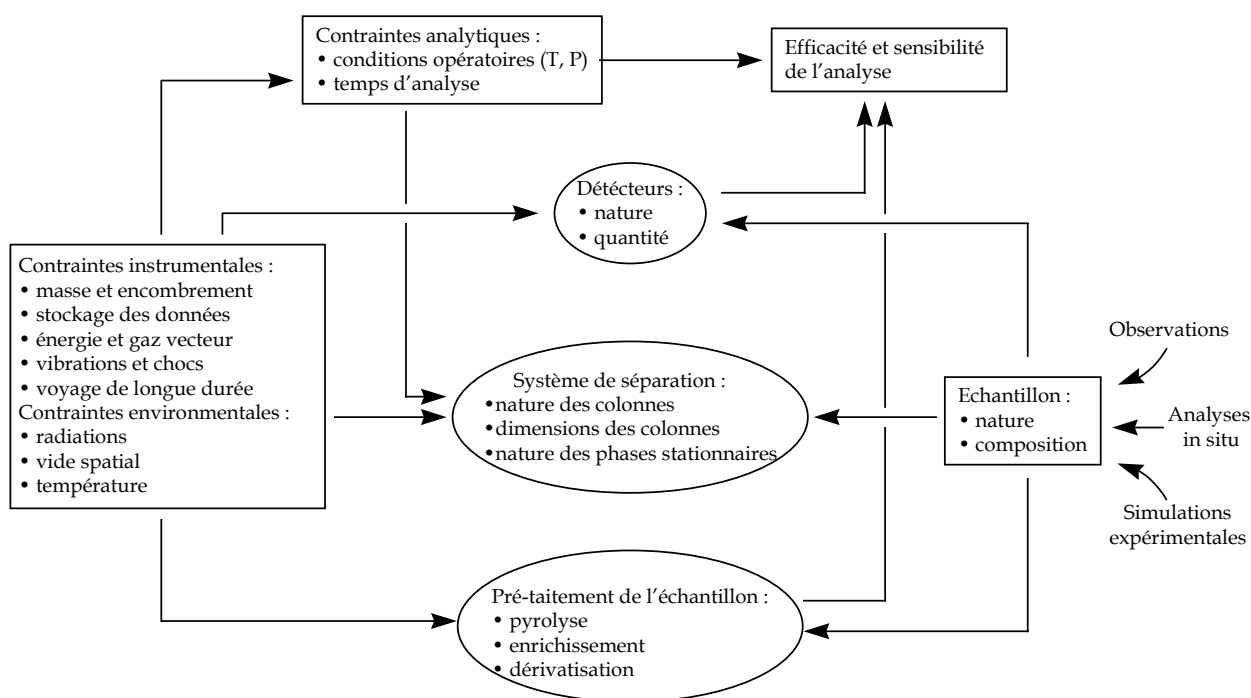 Contraintes analytiques :
• conditions opératoires (T, P)
• temps d'analyse
Efficacité et sensibilité
de l'analyse
Détécteurs :
• nature
• quantité
Contraintes instrumentales :
• masse et encombrement
• stockage des données
• énergie et gaz vecteur
• vibrations et chocs
• voyage de longue durée
Contraintes environmentales :
• radiations
• vide spatial
• température
Système de séparation :
•nature des colonnes
•dimensions des colonnes
•nature des phases stationnaires
Echantillon :
• nature
• composition
Observations
Analyses
in situ
Simulations
expérimentales
Pré-taitement de l'échantillon :
• pyrolyse
• enrichissement
• dérivatisation